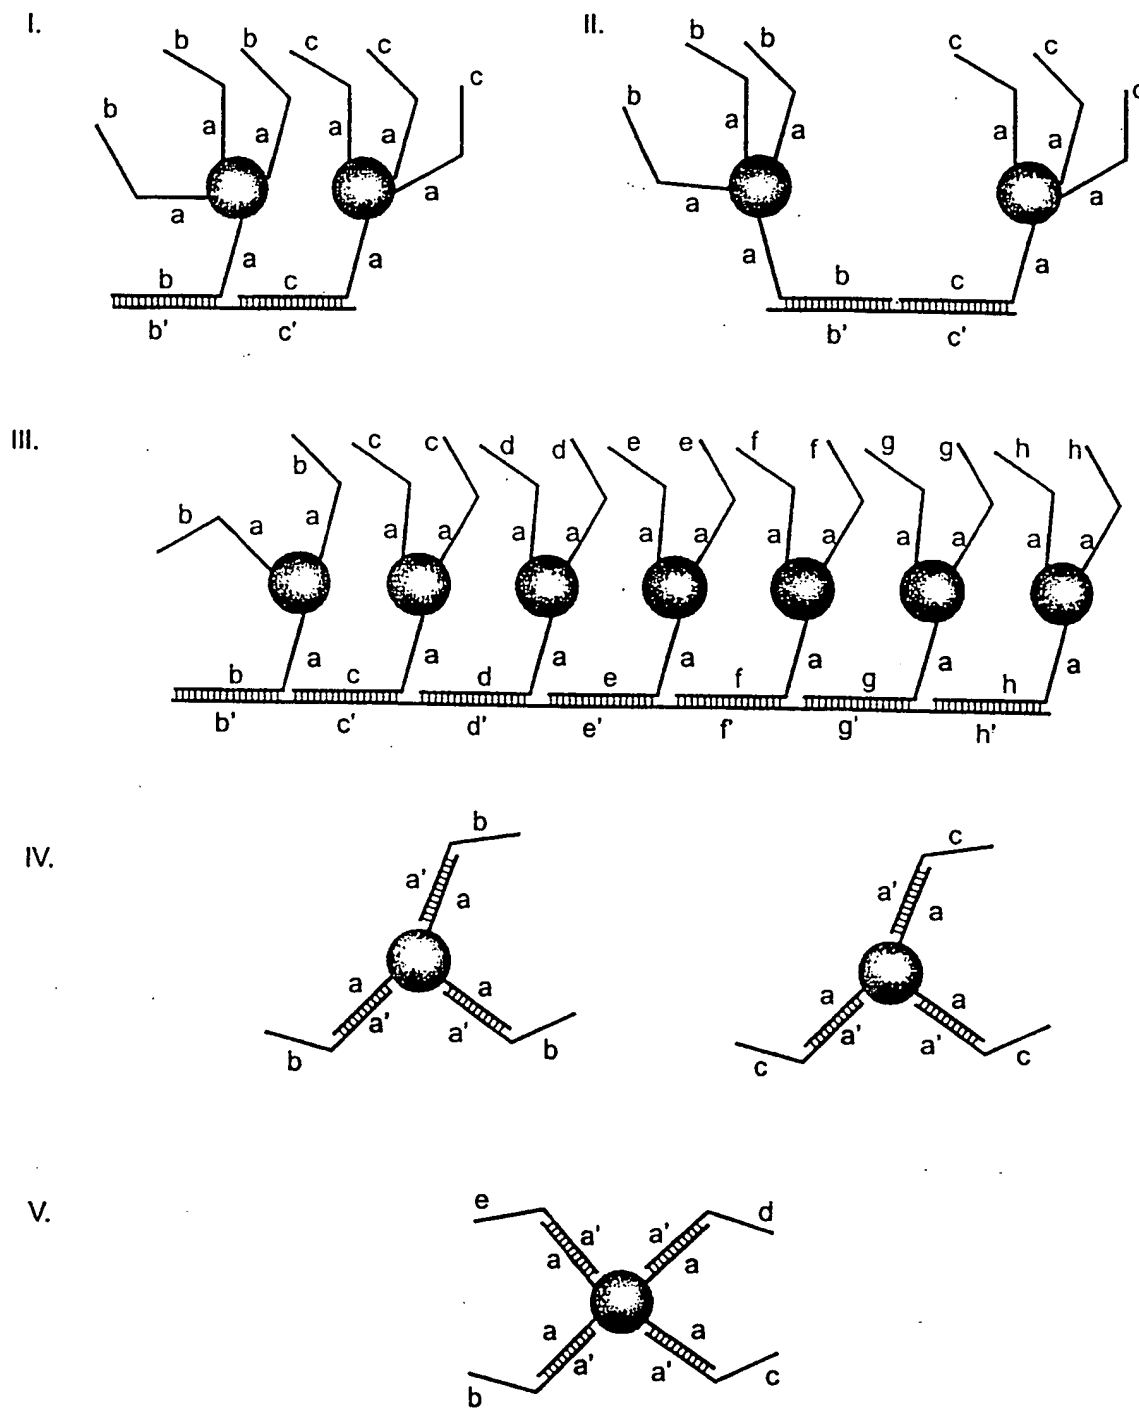 I. II.
b b c c b b c c
b c b c
a a a a a a a a
a a a a
a a a a
b c b c
b' c' b' c'
III.
b c c d d e e f f g g h h
b a a a a a a a a a a a a a a
a a a a a a a
b c d e f g h
b' c' d' e' f' g' h'
IV.
b c
a' a a' a
a a a a
a' a' a' a'
b b c c
V.
e d
a' a'
a a
a a
a' a'
b c